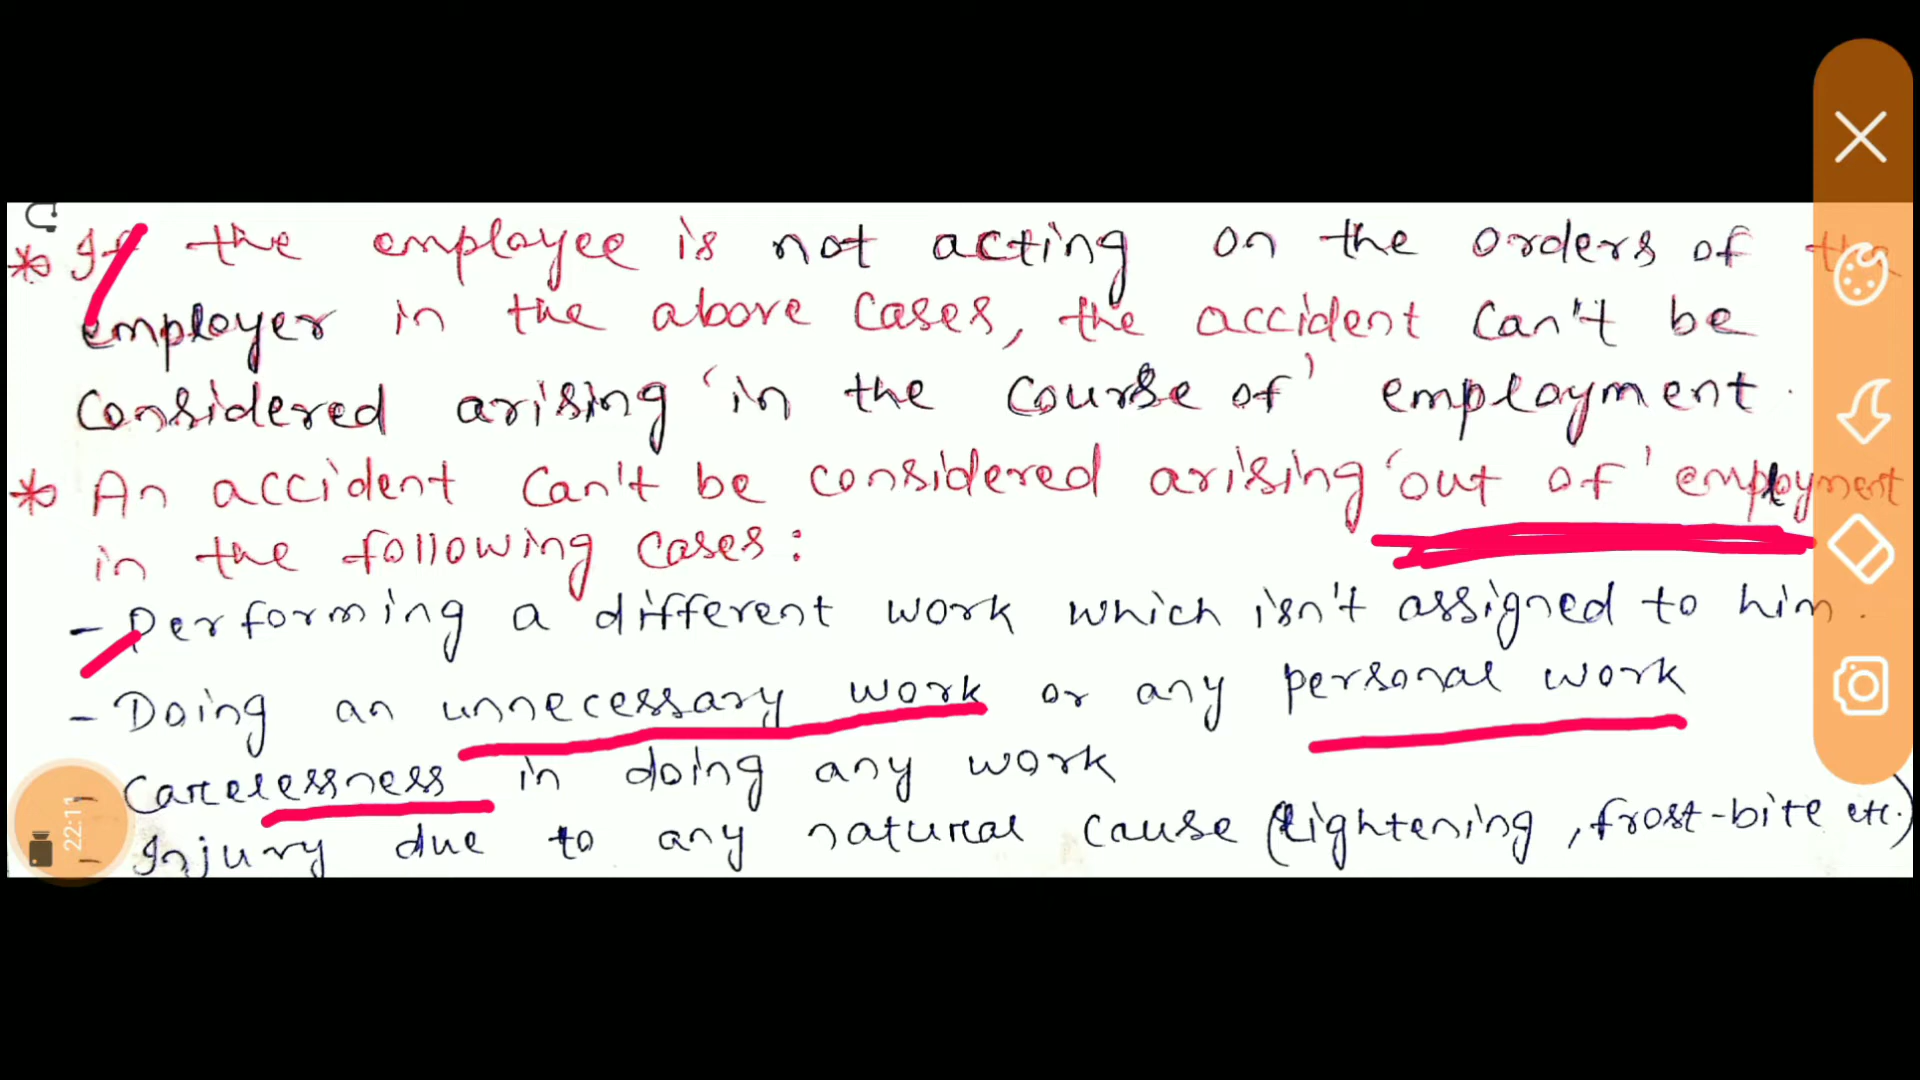 * If the employee is not acting on the orders of the
employer in the above cases, the accident can't be
considered arising 'in the course of' employment.
* An accident can't be considered arising 'out of' employment
in the following cases:
- Performing a different work which isn't assigned to him.
- Doing an unnecessary work or any personal work
- Carelessness in doing any work
- Injury due to any natural cause (lightening, frost-bite etc.)
22:11